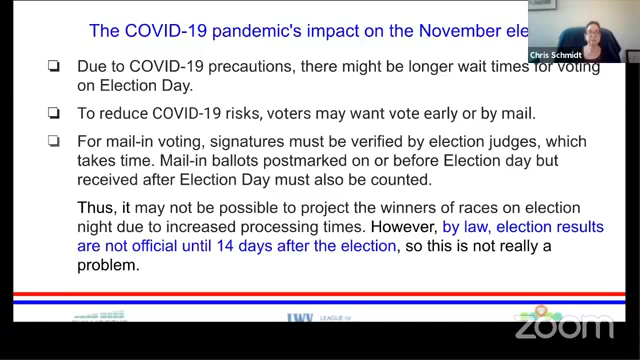 The COVID-19 pandemic's impact on the November ele
Chris Schmidt
❏ Due to COVID-19 precautions, there might be longer wait times for voting
on Election Day.
❏ To reduce COVID-19 risks, voters may want vote early or by mail.
❏ For mail-in voting, signatures must be verified by election judges, which
takes time. Mail-in ballots postmarked on or before Election day but
received after Election Day must also be counted.
Thus, it may not be possible to project the winners of races on election
night due to increased processing times. However, by law, election results
are not official until 14 days after the election, so this is not really a
problem.
LWV LEAGUE OF
zoom